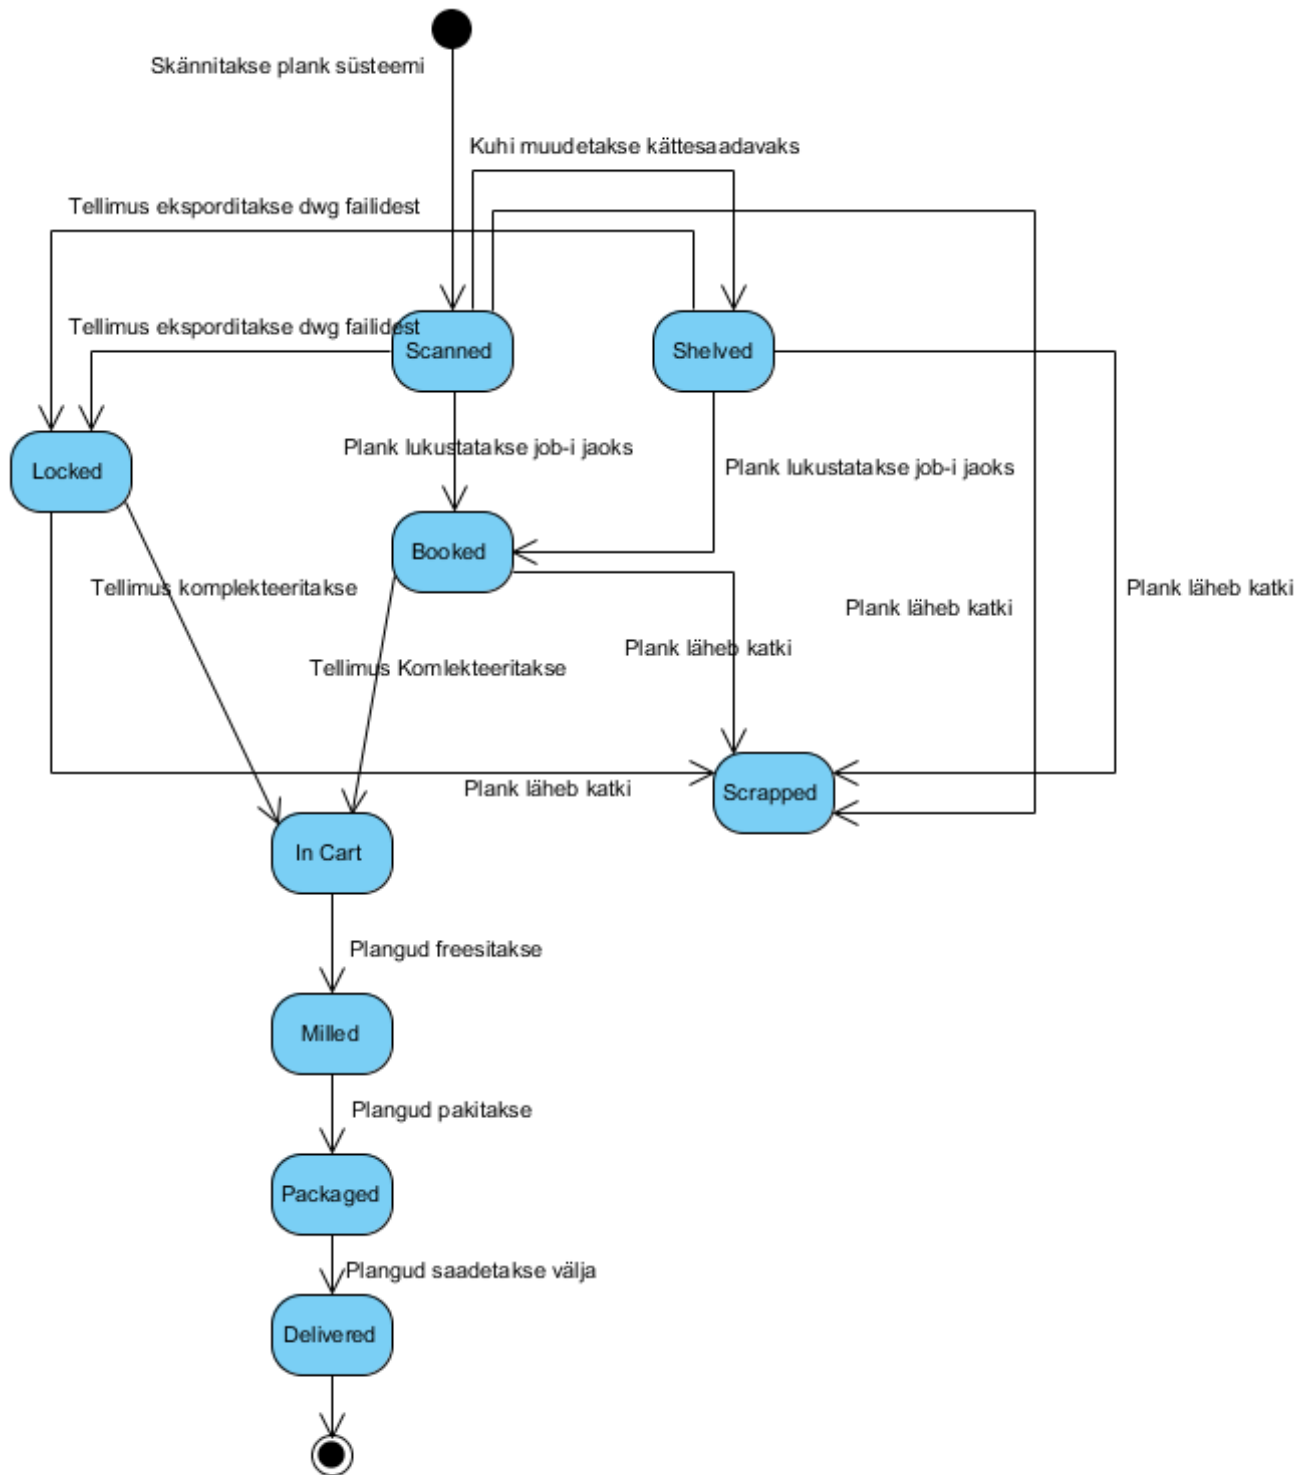 Skännitakse plank süsteemi
Kuhi muudetakse kättesaadavaks
Tellimus eksporditakse dwg failidest
Tellimus eksporditakse dwg failidest
Scanned
Shelved
Plank lukustatakse job-i jaoks
Plank lukustatakse job-i jaoks
Locked
Booked
Tellimus komplekteeritakse
Plank läheb katki
Plank läheb katki
Plank läheb katki
Tellimus Komlekteeritakse
Plank läheb katki
Scrapped
In Cart
Plangud freesitakse
Milled
Plangud pakitakse
Packaged
Plangud saadetakse välja
Delivered